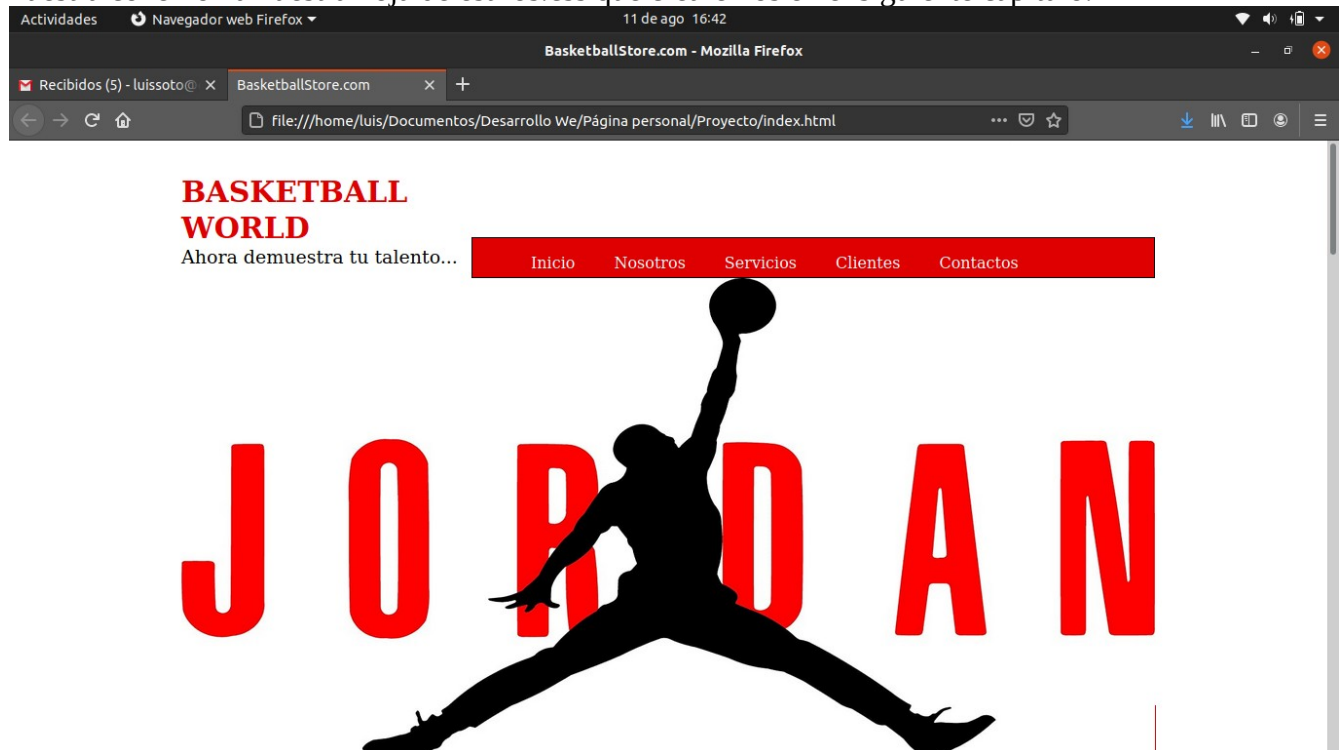 Actividades Navegador web Firefox 11 de ago 16:42
BasketballStore.com - Mozilla Firefox
Recibidos (5) - luissoto@ BasketballStore.com
file:///home/luis/Documentos/Desarrollo We/Página personal/Proyecto/index.html
BASKETBALL
WORLD
Ahora demuestra tu talento...
Inicio Nosotros Servicios Clientes Contactos
JORDAN